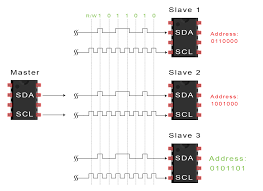 Slave 1
R/W 1 0 1 1 0 1 0
SDA
SCL
Address:
0110000
Master
SDA
SCL
Slave 2
SDA
SCL
Address:
1001000
Slave 3
SDA
SCL
Address:
0101101